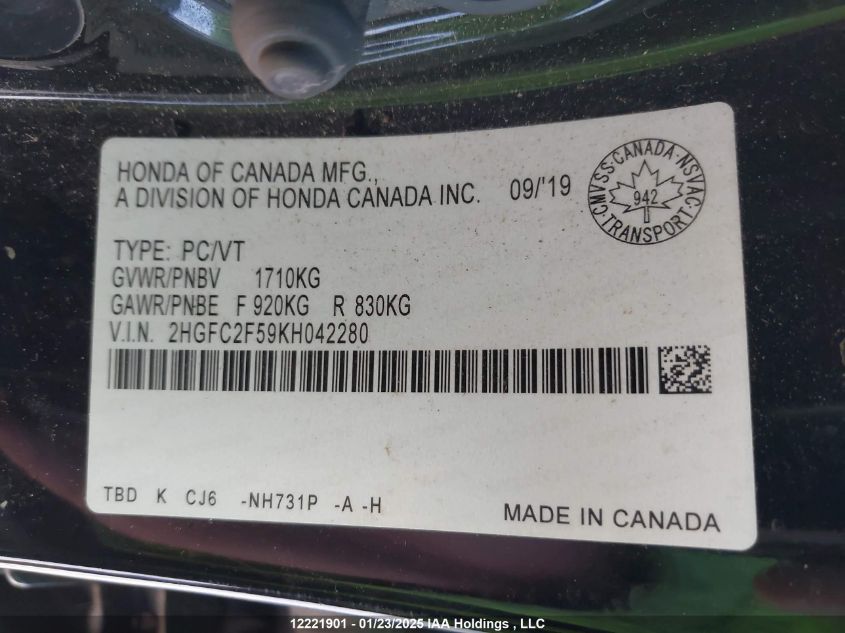 HONDA OF CANADA MFG.,
A DIVISION OF HONDA CANADA INC. 09/'19
CMVSS·CANADA·NSVAC·TRANSPORT·
942
TYPE: PC/VT
GVWR/PNBV 1710KG
GAWR/PNBE F 920KG R 830KG
V.I.N. 2HGFC2F59KH042280
TBD K CJ6 -NH731P -A -H
MADE IN CANADA
12221901 - 01/23/2025 IAA Holdings , LLC